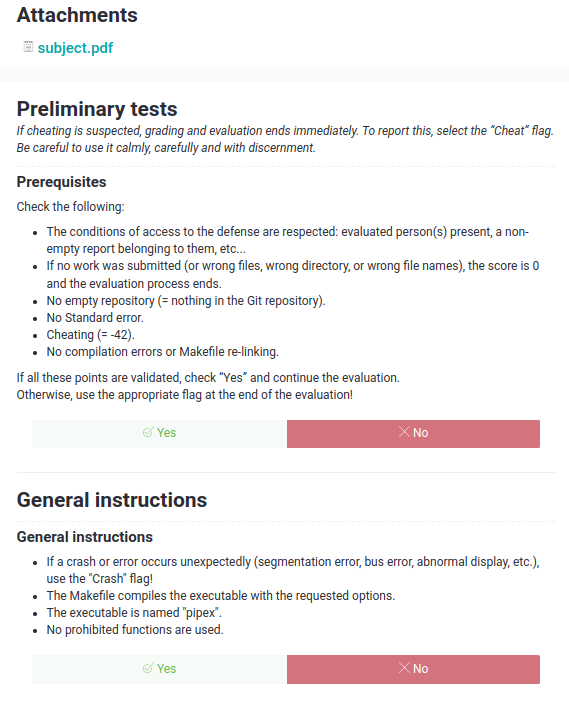 Attachments
subject.pdf
Preliminary tests
If cheating is suspected, grading and evaluation ends immediately. To report this, select the “Cheat” flag.
Be careful to use it calmly, carefully and with discernment.
Prerequisites
Check the following:
• The conditions of access to the defense are respected: evaluated person(s) present, a non-
empty report belonging to them, etc...
• If no work was submitted (or wrong files, wrong directory, or wrong file names), the score is 0
and the evaluation process ends.
• No empty repository (= nothing in the Git repository).
• No Standard error.
• Cheating (= -42).
• No compilation errors or Makefile re-linking.
If all these points are validated, check “Yes” and continue the evaluation.
Otherwise, use the appropriate flag at the end of the evaluation!
Yes No
General instructions
General instructions
• If a crash or error occurs unexpectedly (segmentation error, bus error, abnormal display, etc.),
use the "Crash" flag!
• The Makefile compiles the executable with the requested options.
• The executable is named "pipex".
• No prohibited functions are used.
Yes No